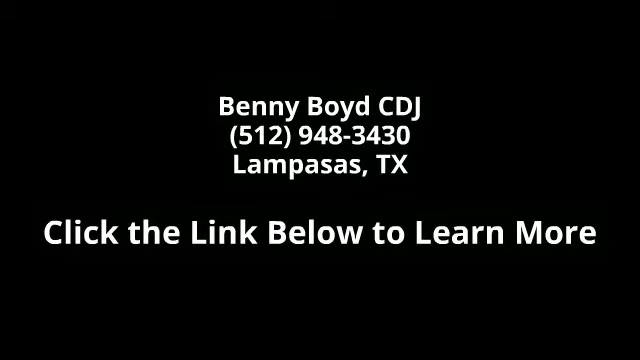 Benny Boyd CDJ
(512) 948-3430
Lampasas, TX
Click the Link Below to Learn More